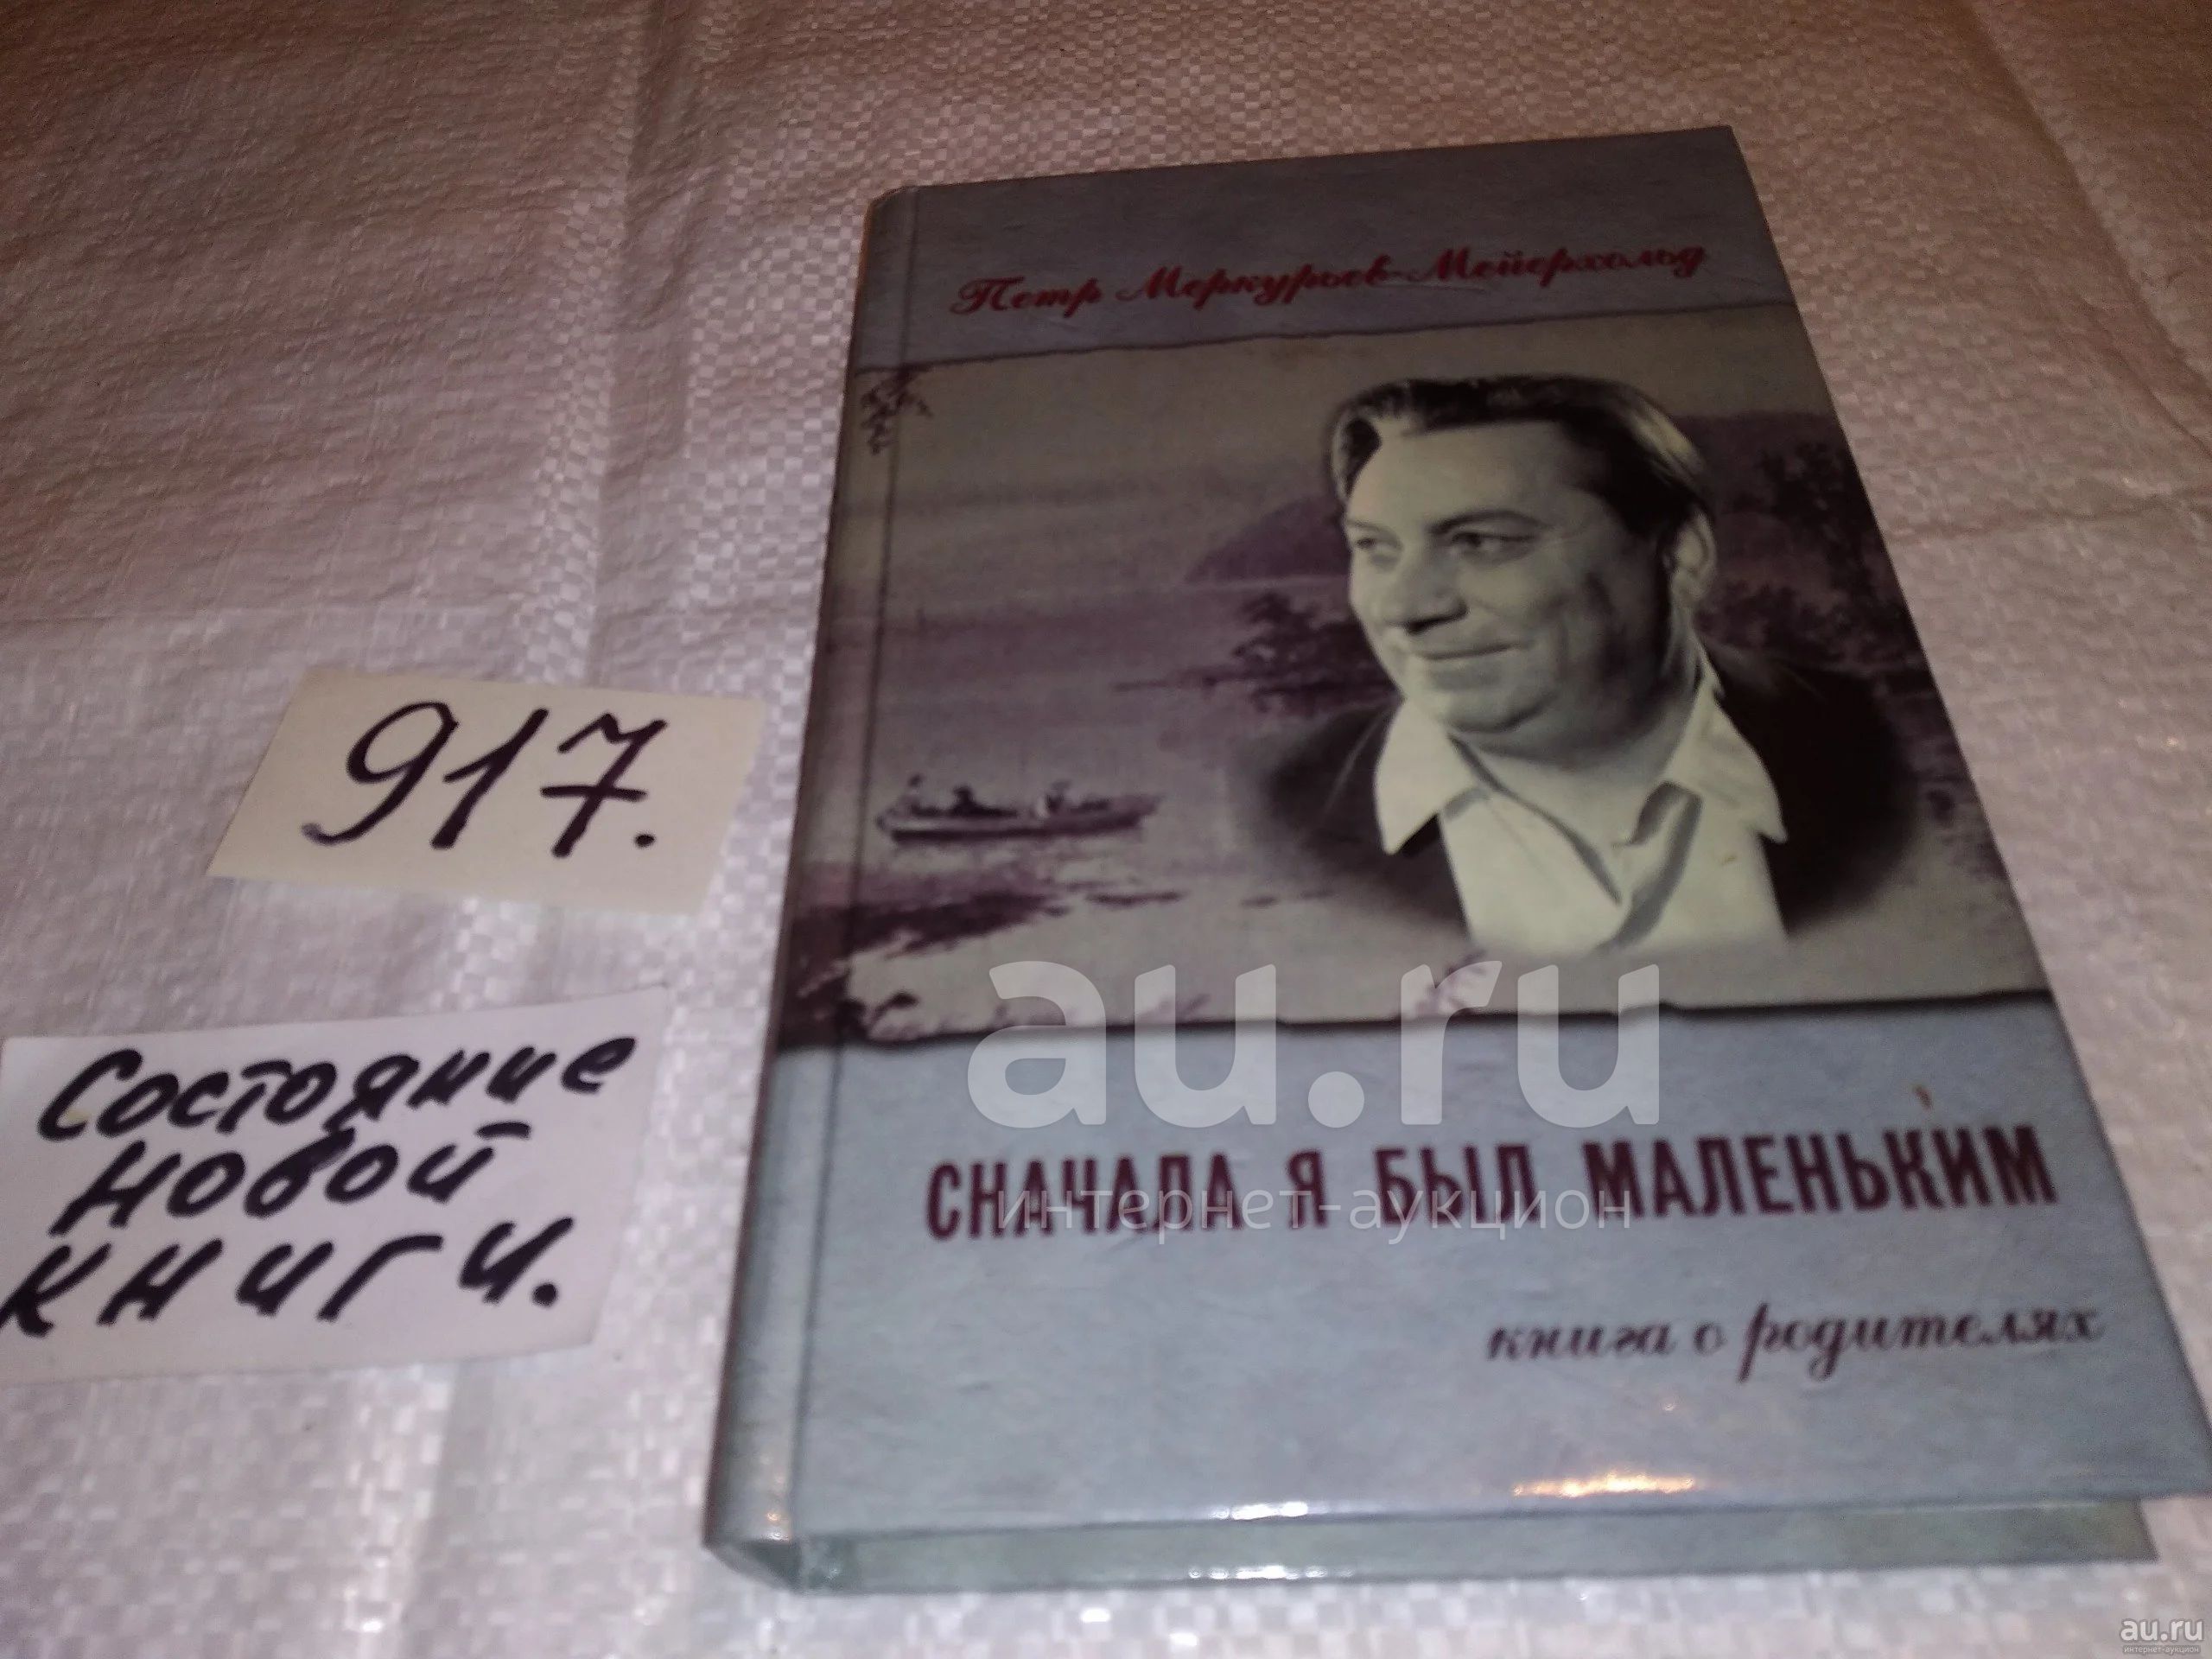 Петр Меркурьев-Мейерхольд
917.
Состояние
новой
книги.
au.ru
СНАЧАЛА Я БЫЛ МАЛЕНЬКИМ
интернет-аукцион
книга о родителях
au.ru
интернет-аукцион